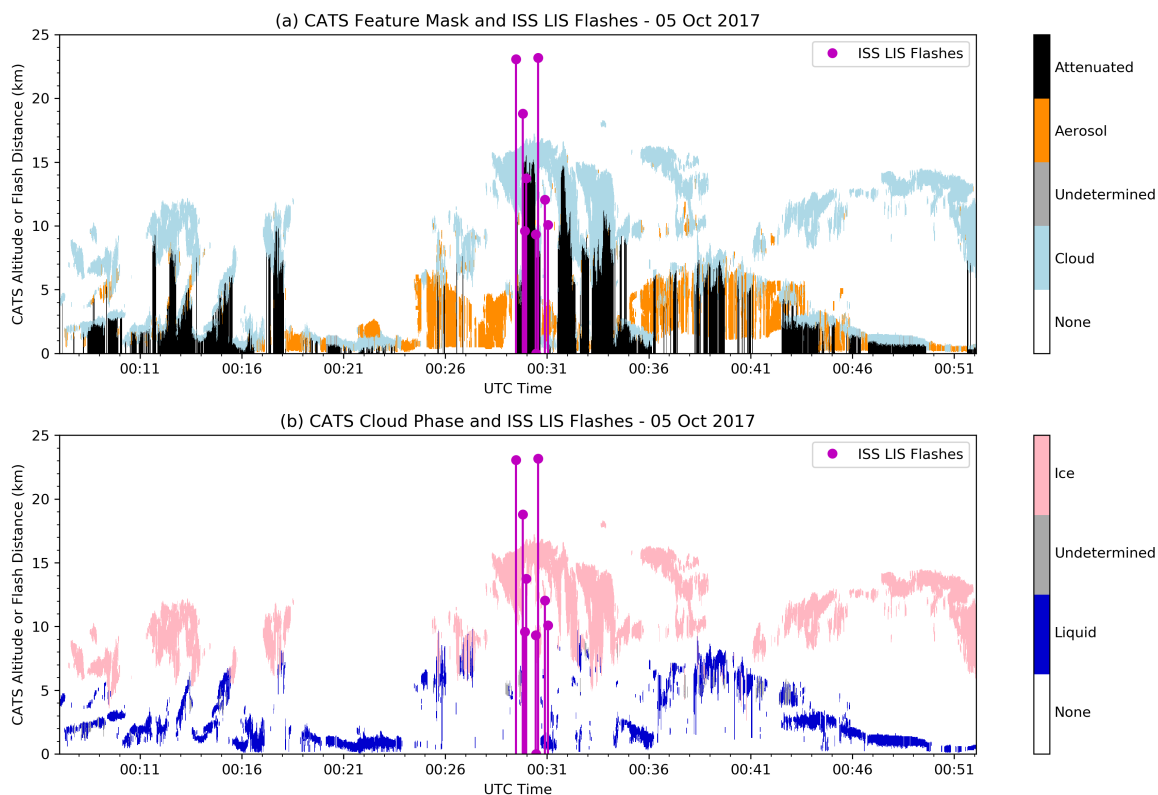 (a) CATS Feature Mask and ISS LIS Flashes - 05 Oct 2017
CATS Altitude or Flash Distance (km)
25
20
15
10
5
0
ISS LIS Flashes
00:11 00:16 00:21 00:26 00:31 00:36 00:41 00:46 00:51
UTC Time
Attenuated
Aerosol
Undetermined
Cloud
None
(b) CATS Cloud Phase and ISS LIS Flashes - 05 Oct 2017
CATS Altitude or Flash Distance (km)
25
20
15
10
5
0
ISS LIS Flashes
00:11 00:16 00:21 00:26 00:31 00:36 00:41 00:46 00:51
UTC Time
Ice
Undetermined
Liquid
None